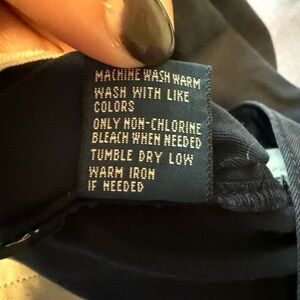 MACHINE WASH WARM
WASH WITH LIKE
COLORS
ONLY NON-CHLORINE
BLEACH WHEN NEEDED
TUMBLE DRY LOW
WARM IRON
IF NEEDED